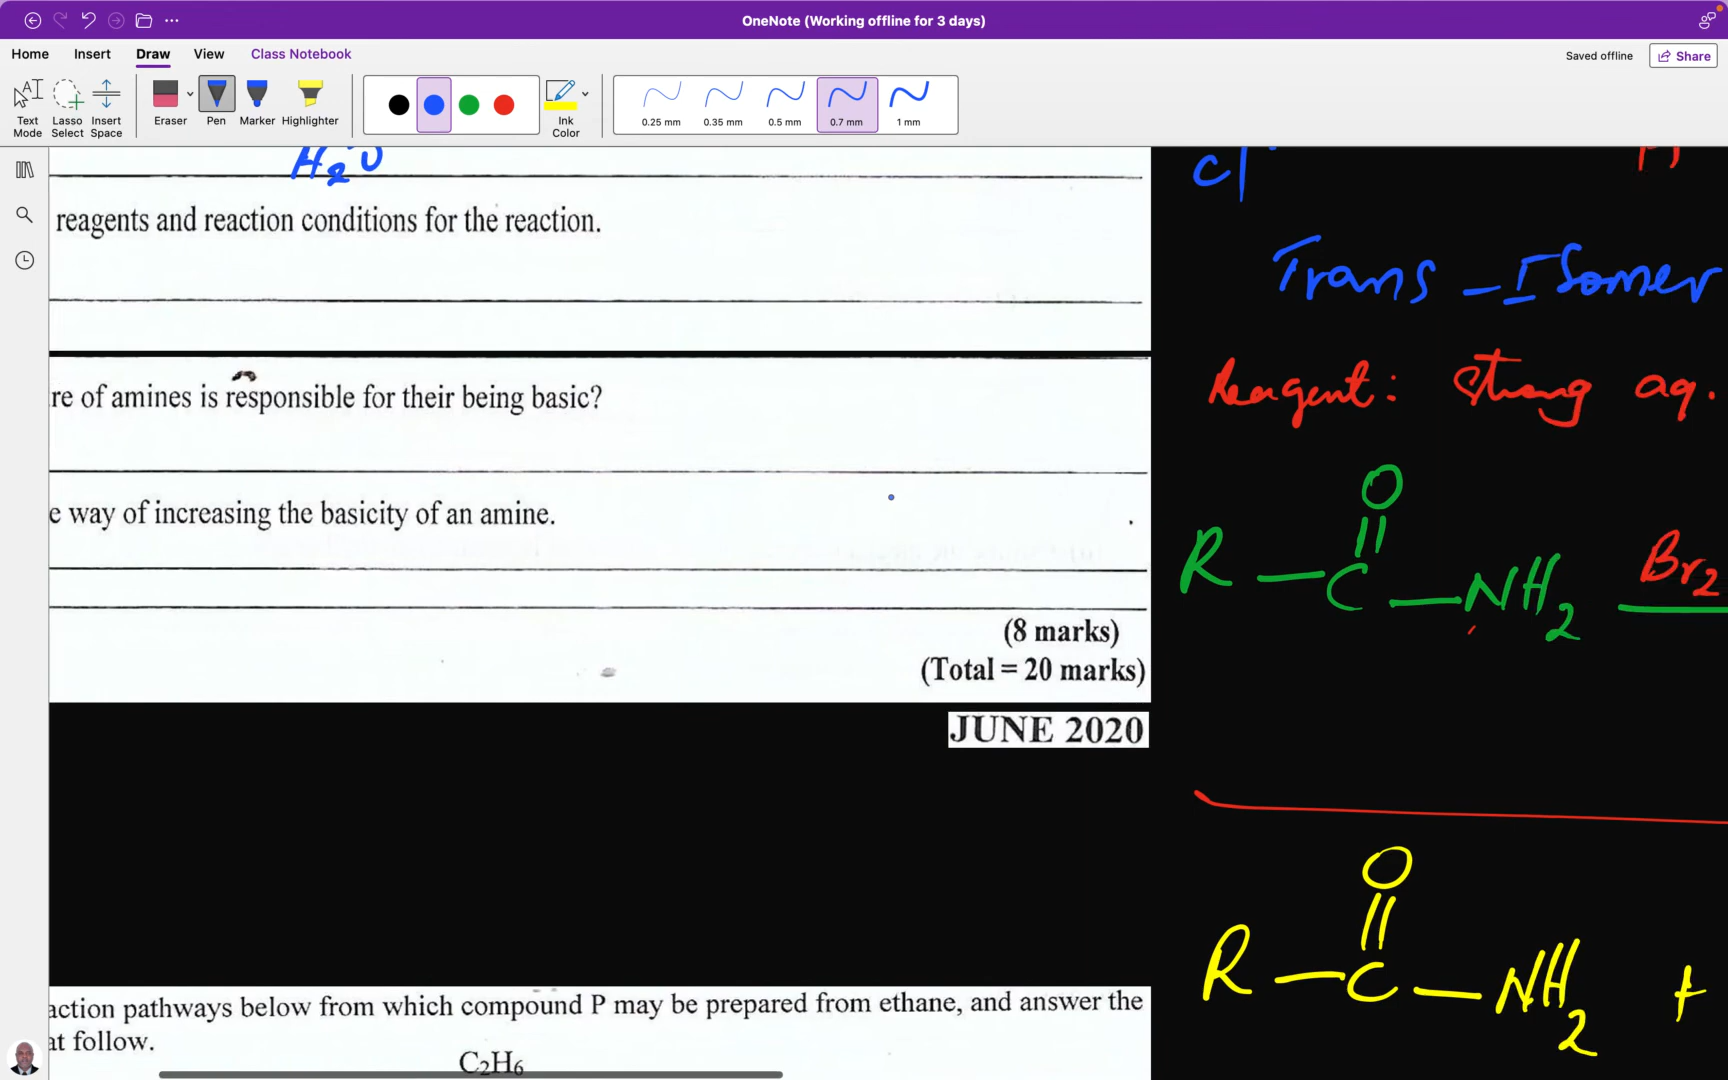 OneNote (Working offline for 3 days)
Home Insert Draw View Class Notebook
Saved offline Share
Text Mode
Lasso Select
Insert Space
Eraser
Pen
Marker
Highlighter
Ink Color
0.25 mm
0.35 mm
0.5 mm
0.7 mm
1 mm
H2O
reagents and reaction conditions for the reaction.
re of amines is responsible for their being basic?
e way of increasing the basicity of an amine.
(8 marks)
(Total = 20 marks)
JUNE 2020
action pathways below from which compound P may be prepared from ethane, and answer the
at follow.
C2H6
Cl
H
Trans - Isomer
Reagent: Strong aq.
O
R - C - NH2 Br2
O
R - C - NH2 +